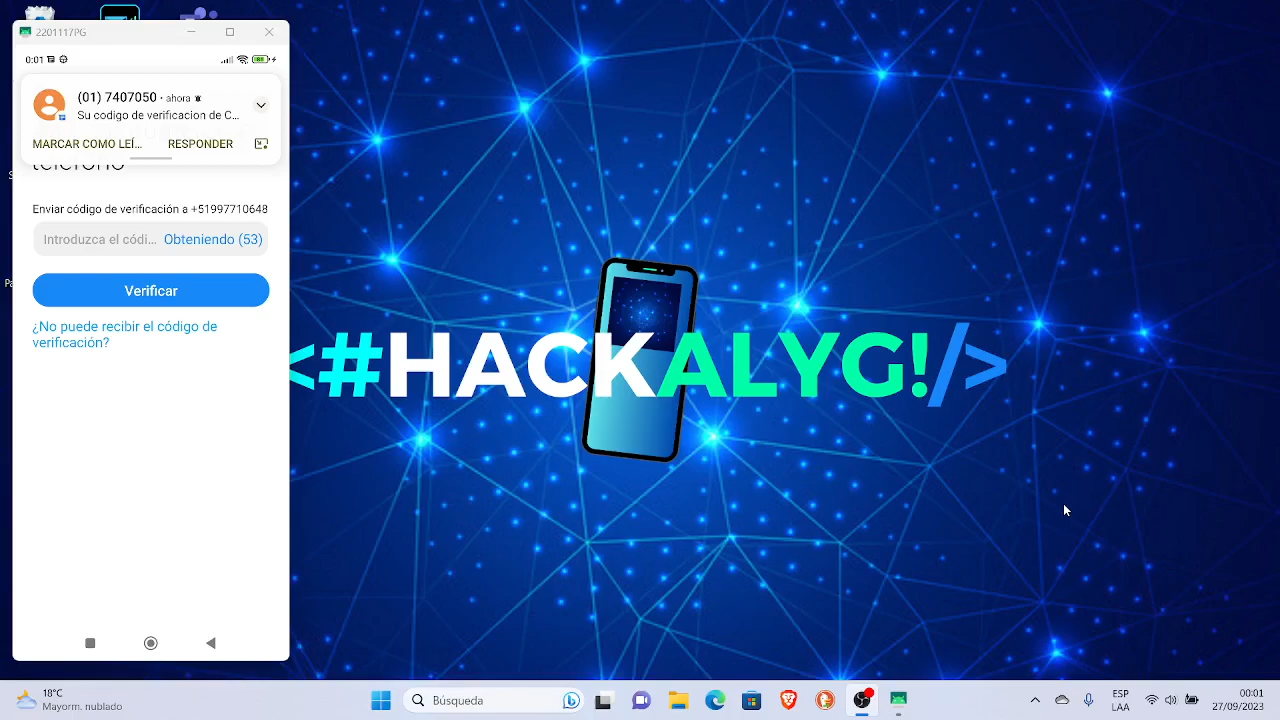 2201117PG
0:01
(01) 7407050 · ahora
Su codigo de verificacion de C...
MARCAR COMO LEÍ... RESPONDER
teléfono
Enviar código de verificación a +51997710648
Introduzca el códi... Obteniendo (53)
Verificar
¿No puede recibir el código de
verificación?
<#HACKALYG!/>
18°C
Mayorm. nublado
Búsqueda
ESP
LAA
00:01
27/09/2023